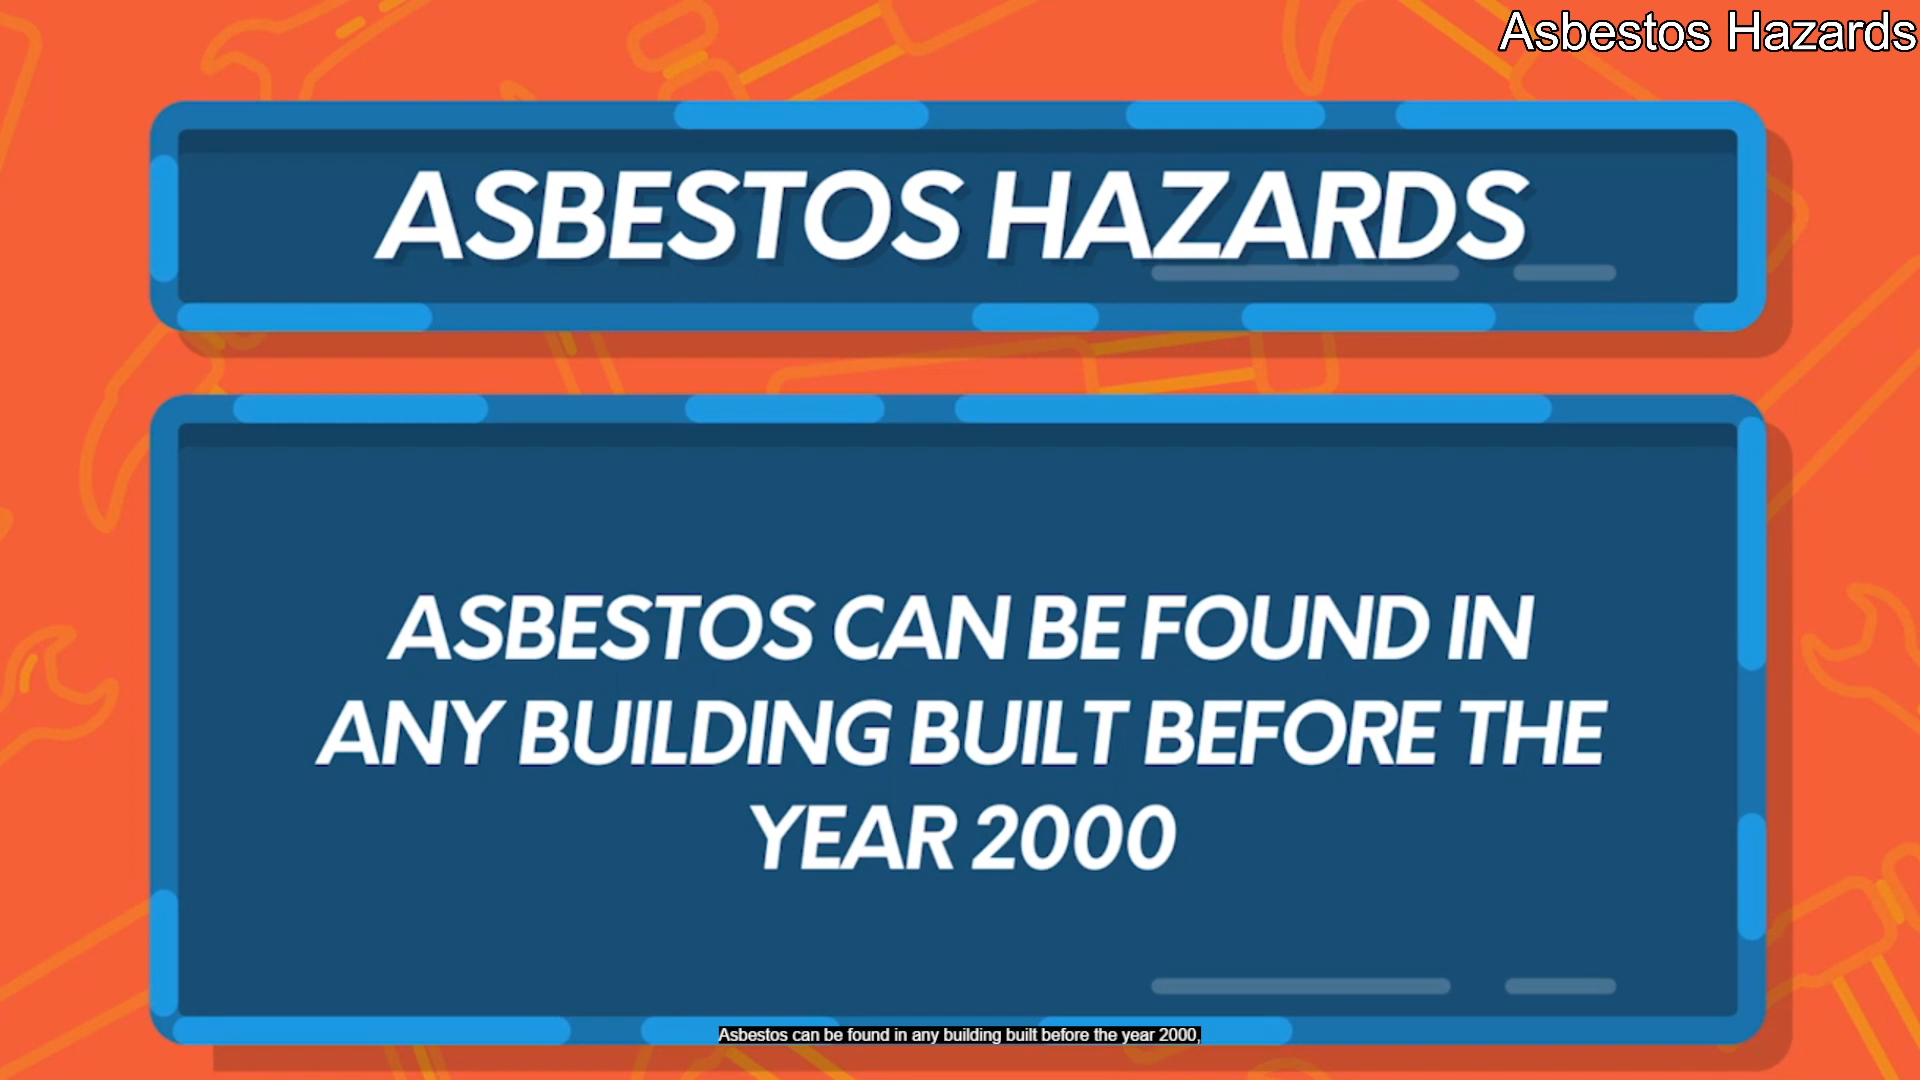 Asbestos Hazards
ASBESTOS HAZARDS
ASBESTOS CAN BE FOUND IN
ANY BUILDING BUILT BEFORE THE
YEAR 2000
Asbestos can be found in any building built before the year 2000,